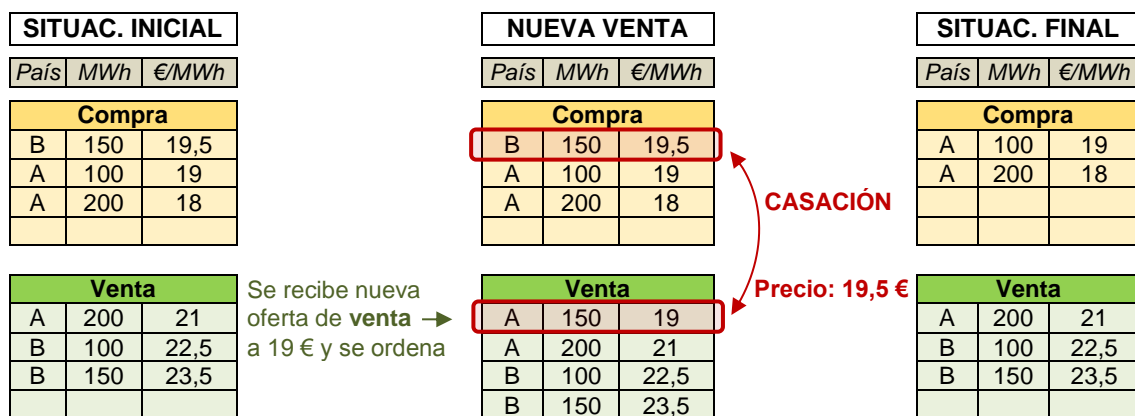 SITUAC. INICIAL
País MWh €/MWh
Compra
B 150 19,5
A 100 19
A 200 18
Venta
A 200 21
B 100 22,5
B 150 23,5
Se recibe nueva
oferta de venta →
a 19 € y se ordena
NUEVA VENTA
País MWh €/MWh
Compra
B 150 19,5
A 100 19
A 200 18
CASACIÓN
Precio: 19,5 €
Venta
A 150 19
A 200 21
B 100 22,5
B 150 23,5
SITUAC. FINAL
País MWh €/MWh
Compra
A 100 19
A 200 18
Venta
A 200 21
B 100 22,5
B 150 23,5